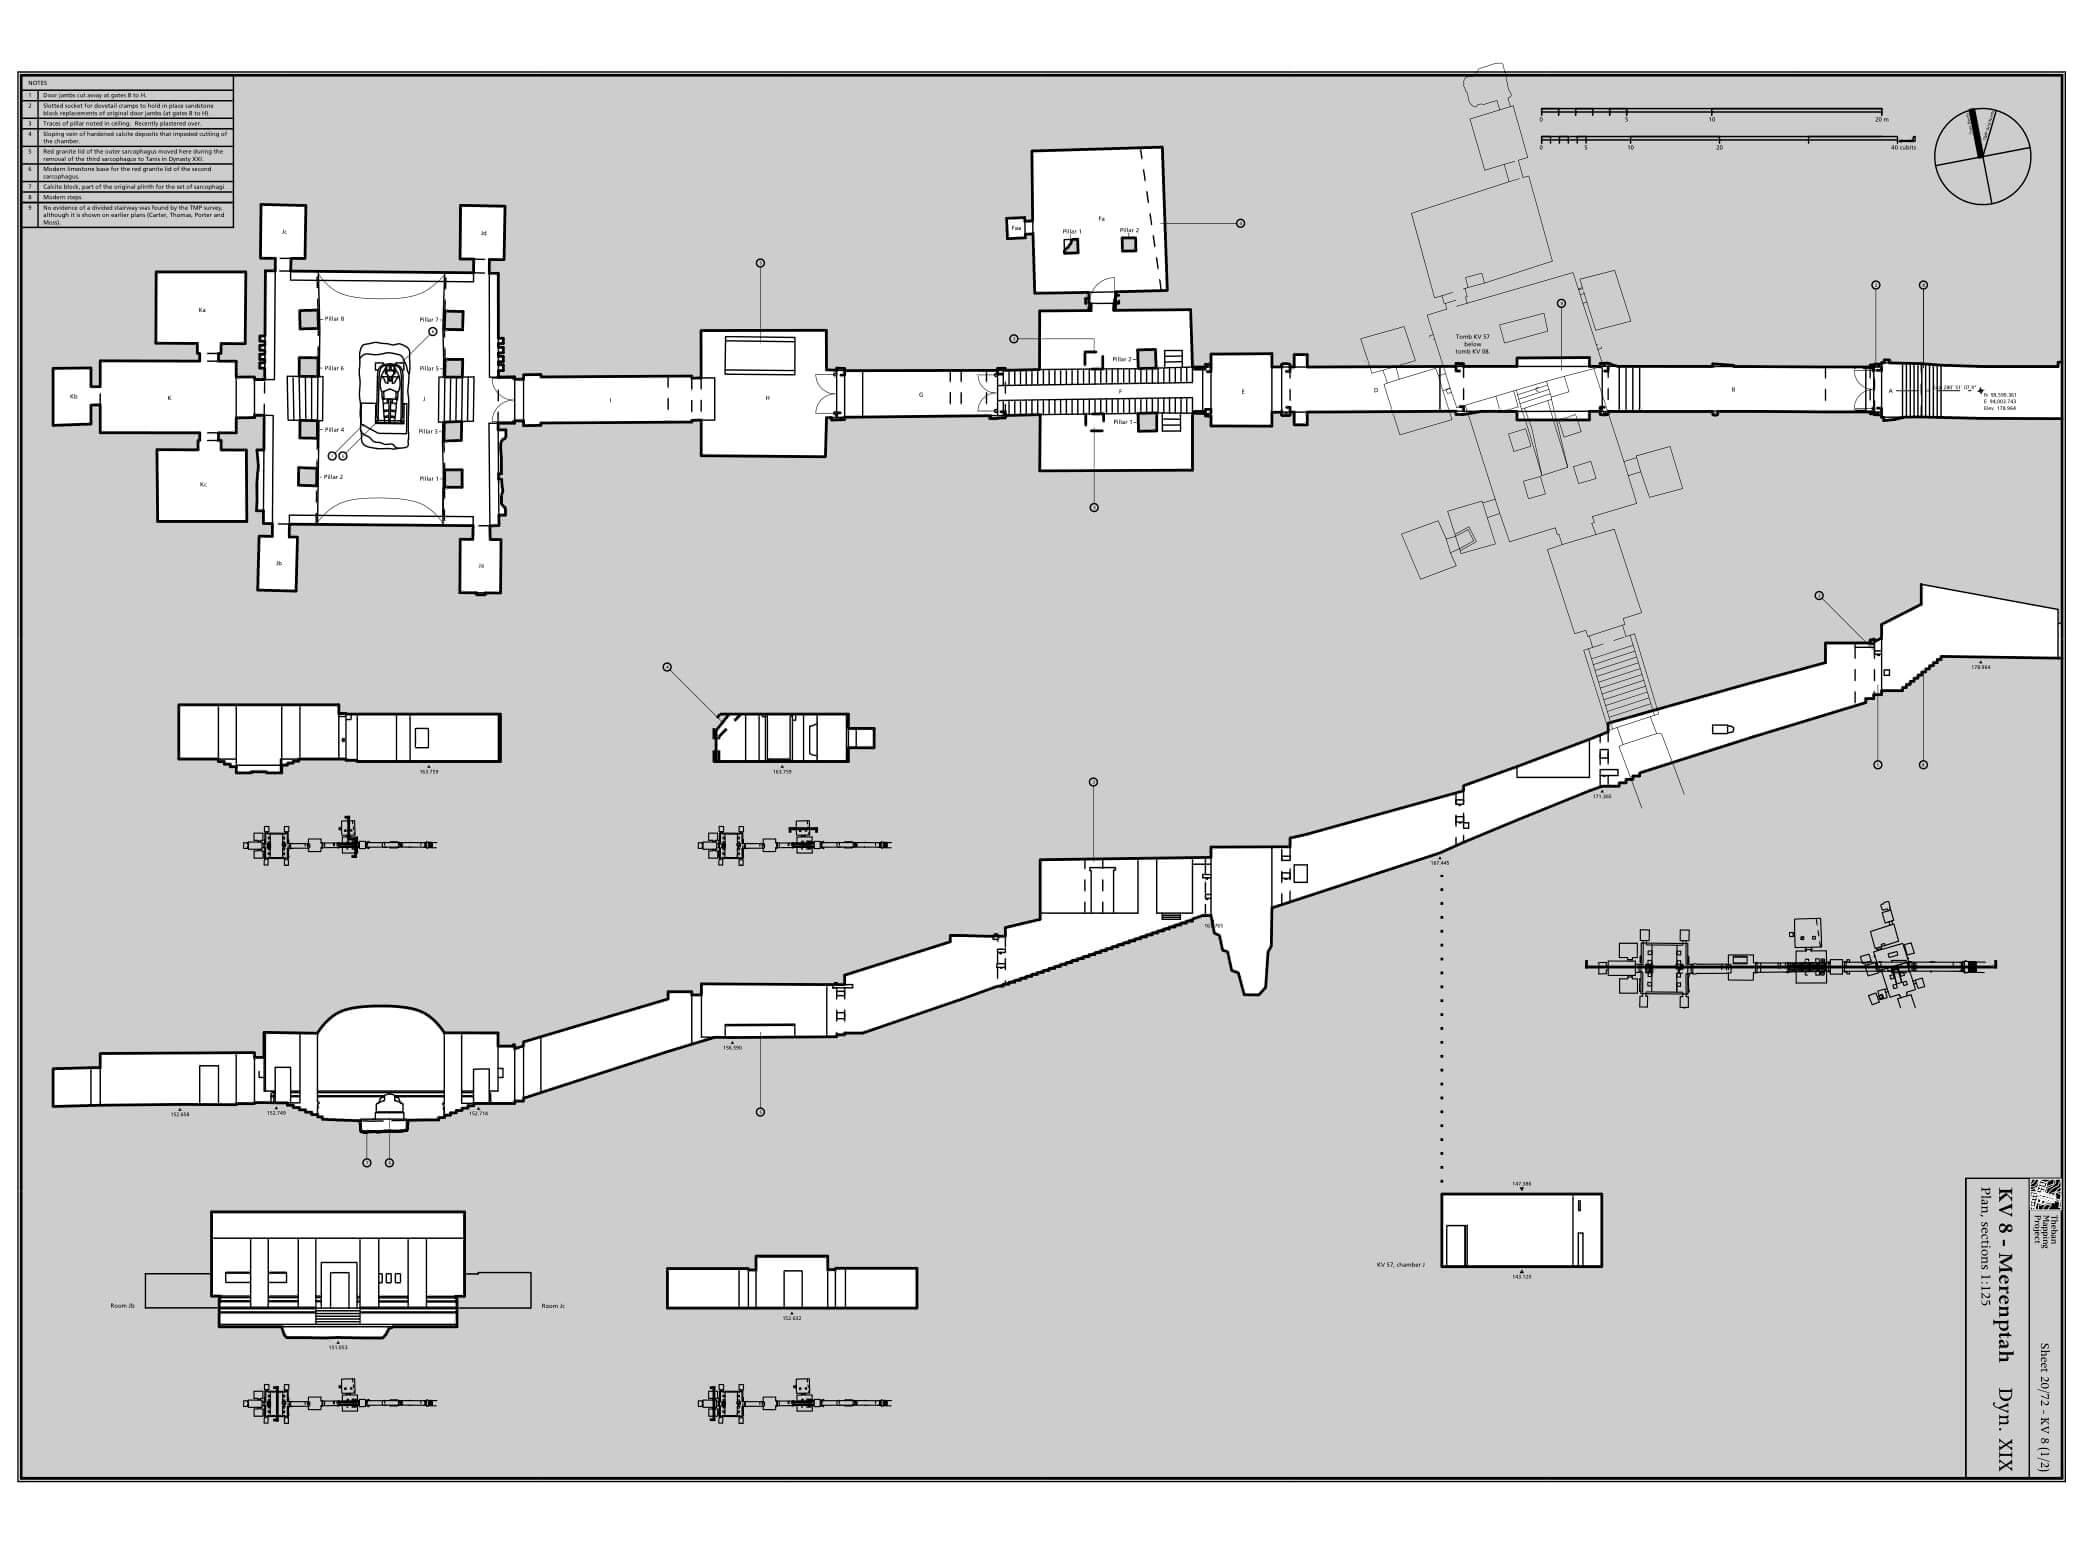 NOTES
1 Door jambs cut away at gates B to H.
2 Slotted socket for dovetail cramps to hold in place sandstone
block replacements of original door jambs (at gates B to H)
3 Traces of pillar noted in ceiling. Recently plastered over.
4 Sloping vein of hardened calcite deposits that impeded cutting of
the chamber.
5 Red granite lid of the outer sarcophagus moved here during the
removal of the third sarcophagus to Tanis in Dynasty XXI.
6 Modern limestone base for the red granite lid of the second
sarcophagus.
7 Calcite block, part of the original plinth for the set of sarcophagi.
8 Modern steps
9 No evidence of a divided stairway was found by the TMP survey,
although it is shown on earlier plans (Carter, Thomas, Porter and
Moss).
0 5 10 20 m
0 5 10 20 40 cubits
Jc
Jd
Ka
Kb
K
Kc
Jb
Ja
Pillar 8
Pillar 7
Pillar 6
Pillar 5
J
Pillar 4
Pillar 3
Pillar 2
Pillar 1
I
H
G
F
Pillar 2
Pillar 1
Fa
Faa
Pillar 1
Pillar 2
E
D
Tomb KV 57
below
tomb KV 08.
B
A
N 98,598.361
E 94,003.743
Elev. 178.964
178.964
171.365
167.445
163.759
163.759
156.590
152.658
152.749
152.716
147.386
KV 57, chamber J
143.120
Room Jb
Room Jc
151.053
152.632
Theban
Mapping
Project
Sheet 20/72 - KV 8 (1/2)
KV 8 - Merenptah Dyn. XIX
Plan, sections 1:125